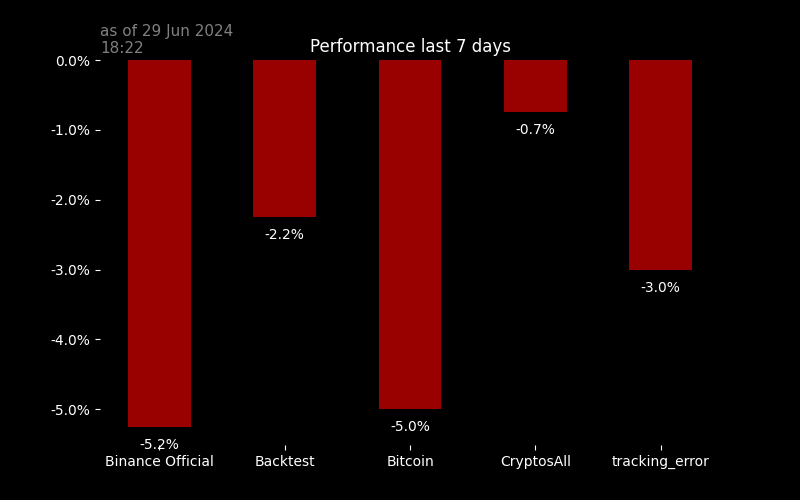 as of 29 Jun 2024
18:22
Performance last 7 days
0.0%
-1.0%
-2.0%
-3.0%
-4.0%
-5.0%
-5.2%
-2.2%
-5.0%
-0.7%
-3.0%
Binance Official
Backtest
Bitcoin
CryptosAll
tracking_error